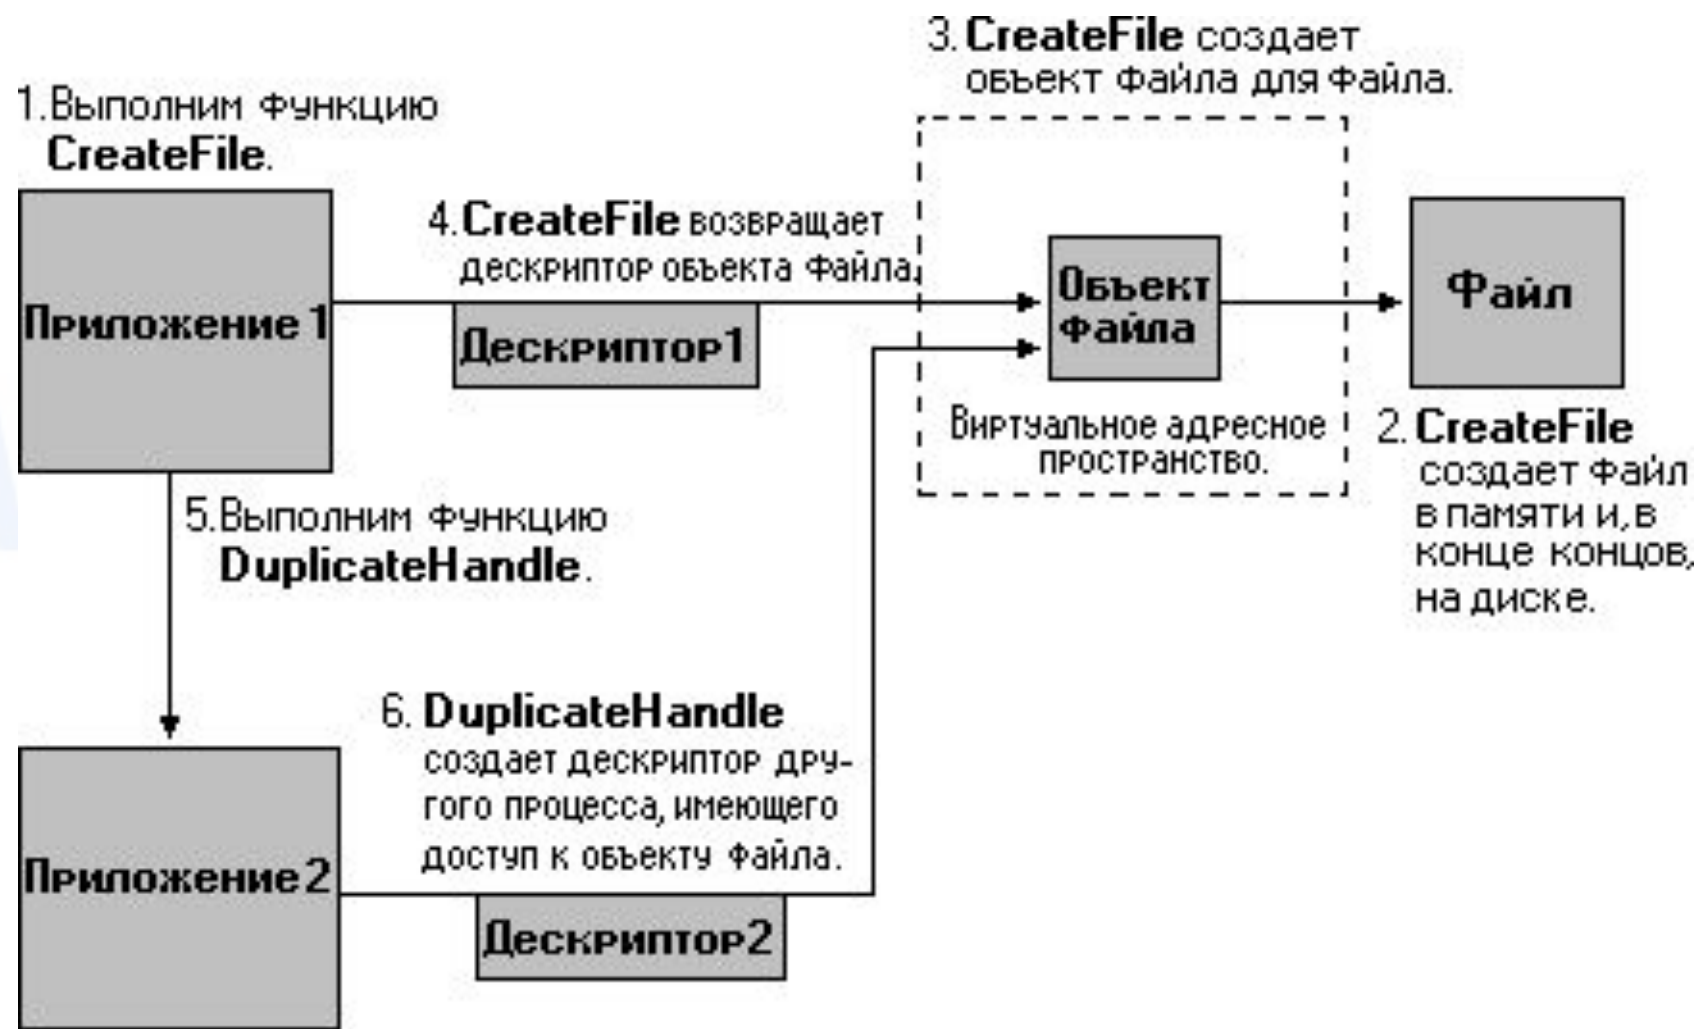 1. Выполним функцию
CreateFile.
Приложение 1
4. CreateFile возвращает
дескриптор объекта файла.
Дескриптор1
3. CreateFile создает
объект файла для файла.
Объект
файла
Виртуальное адресное
пространство.
Файл
2. CreateFile
создает файл
в памяти и, в
конце концов,
на диске.
5. Выполним функцию
DuplicateHandle.
Приложение 2
6. DuplicateHandle
создает дескриптор дру-
гого процесса, имеющего
доступ к объекту файла.
Дескриптор2